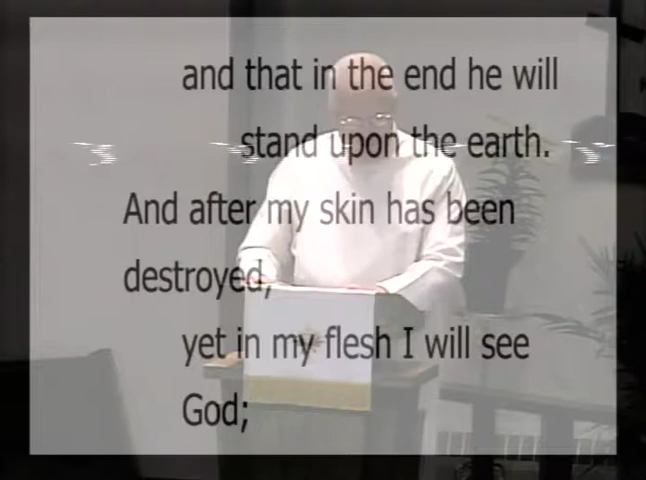 and that in the end he will
stand upon the earth.
And after my skin has been
destroyed,
yet in my flesh I will see
God;